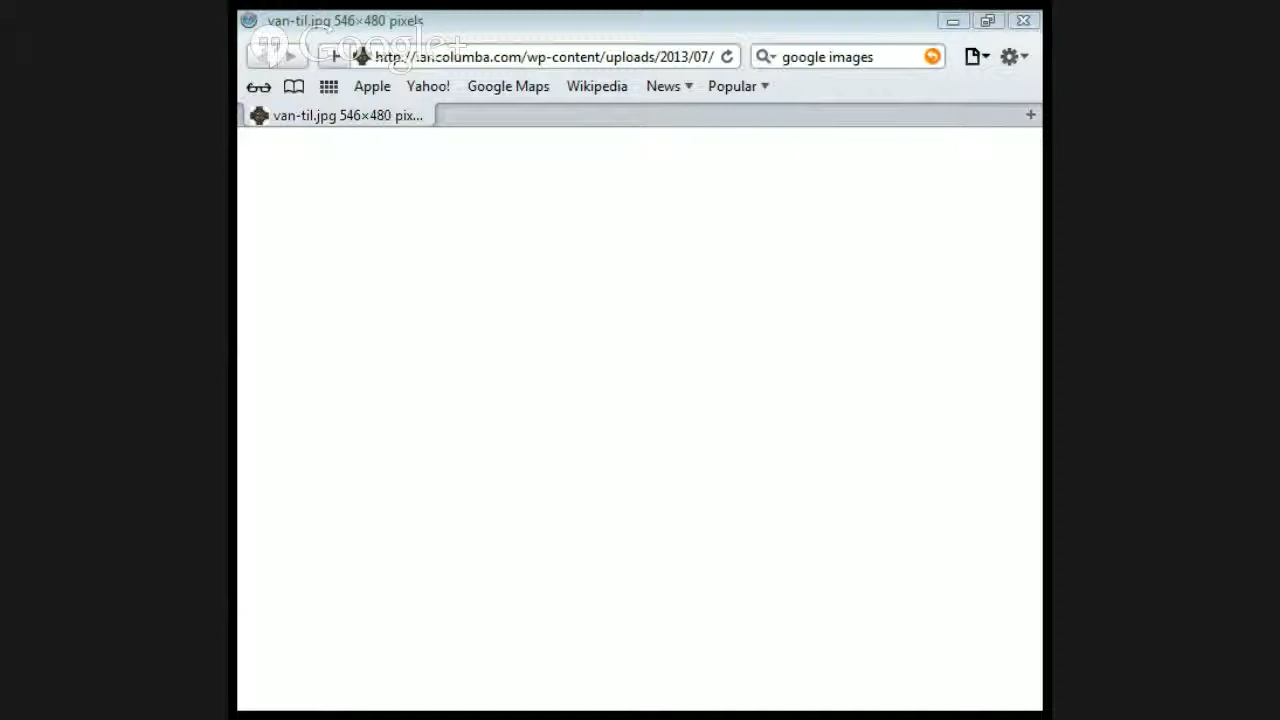 van-til.jpg 546×480 pixels
Google+
http://.ancolumba.com/wp-content/uploads/2013/07/
google images
Apple Yahoo! Google Maps Wikipedia News Popular
van-til.jpg 546×480 pix...